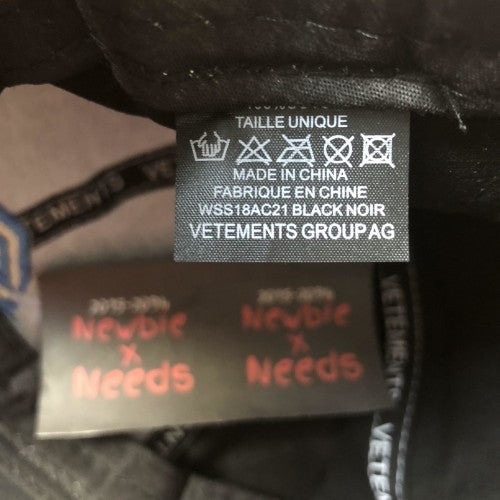 TAILLE UNIQUE
MADE IN CHINA
FABRIQUE EN CHINE
WSS18AC21 BLACK NOIR
VETEMENTS GROUP AG
VETEMENTS
Newbie
x
Needs
Newbie
x
Needs
VETEMENTS
VETEME